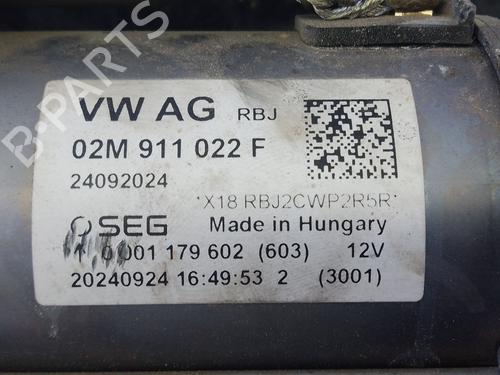 VW AG RBJ
02M 911 022 F
24092024
*X18 RBJ2CWP2R5R*
SEG Made in Hungary
0 001 179 602 (603) 12V
20240924 16:49:53 2 (3001)
B-PARTS